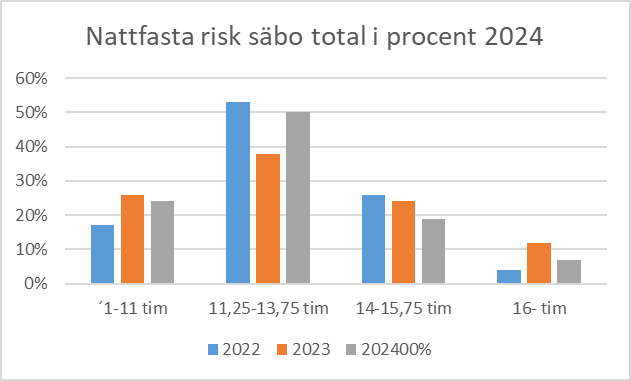 Nattfasta risk säbo total i procent 2024
60%
50%
40%
30%
20%
10%
0%
´1-11 tim 11,25-13,75 tim 14-15,75 tim 16- tim
2022 2023 202400%